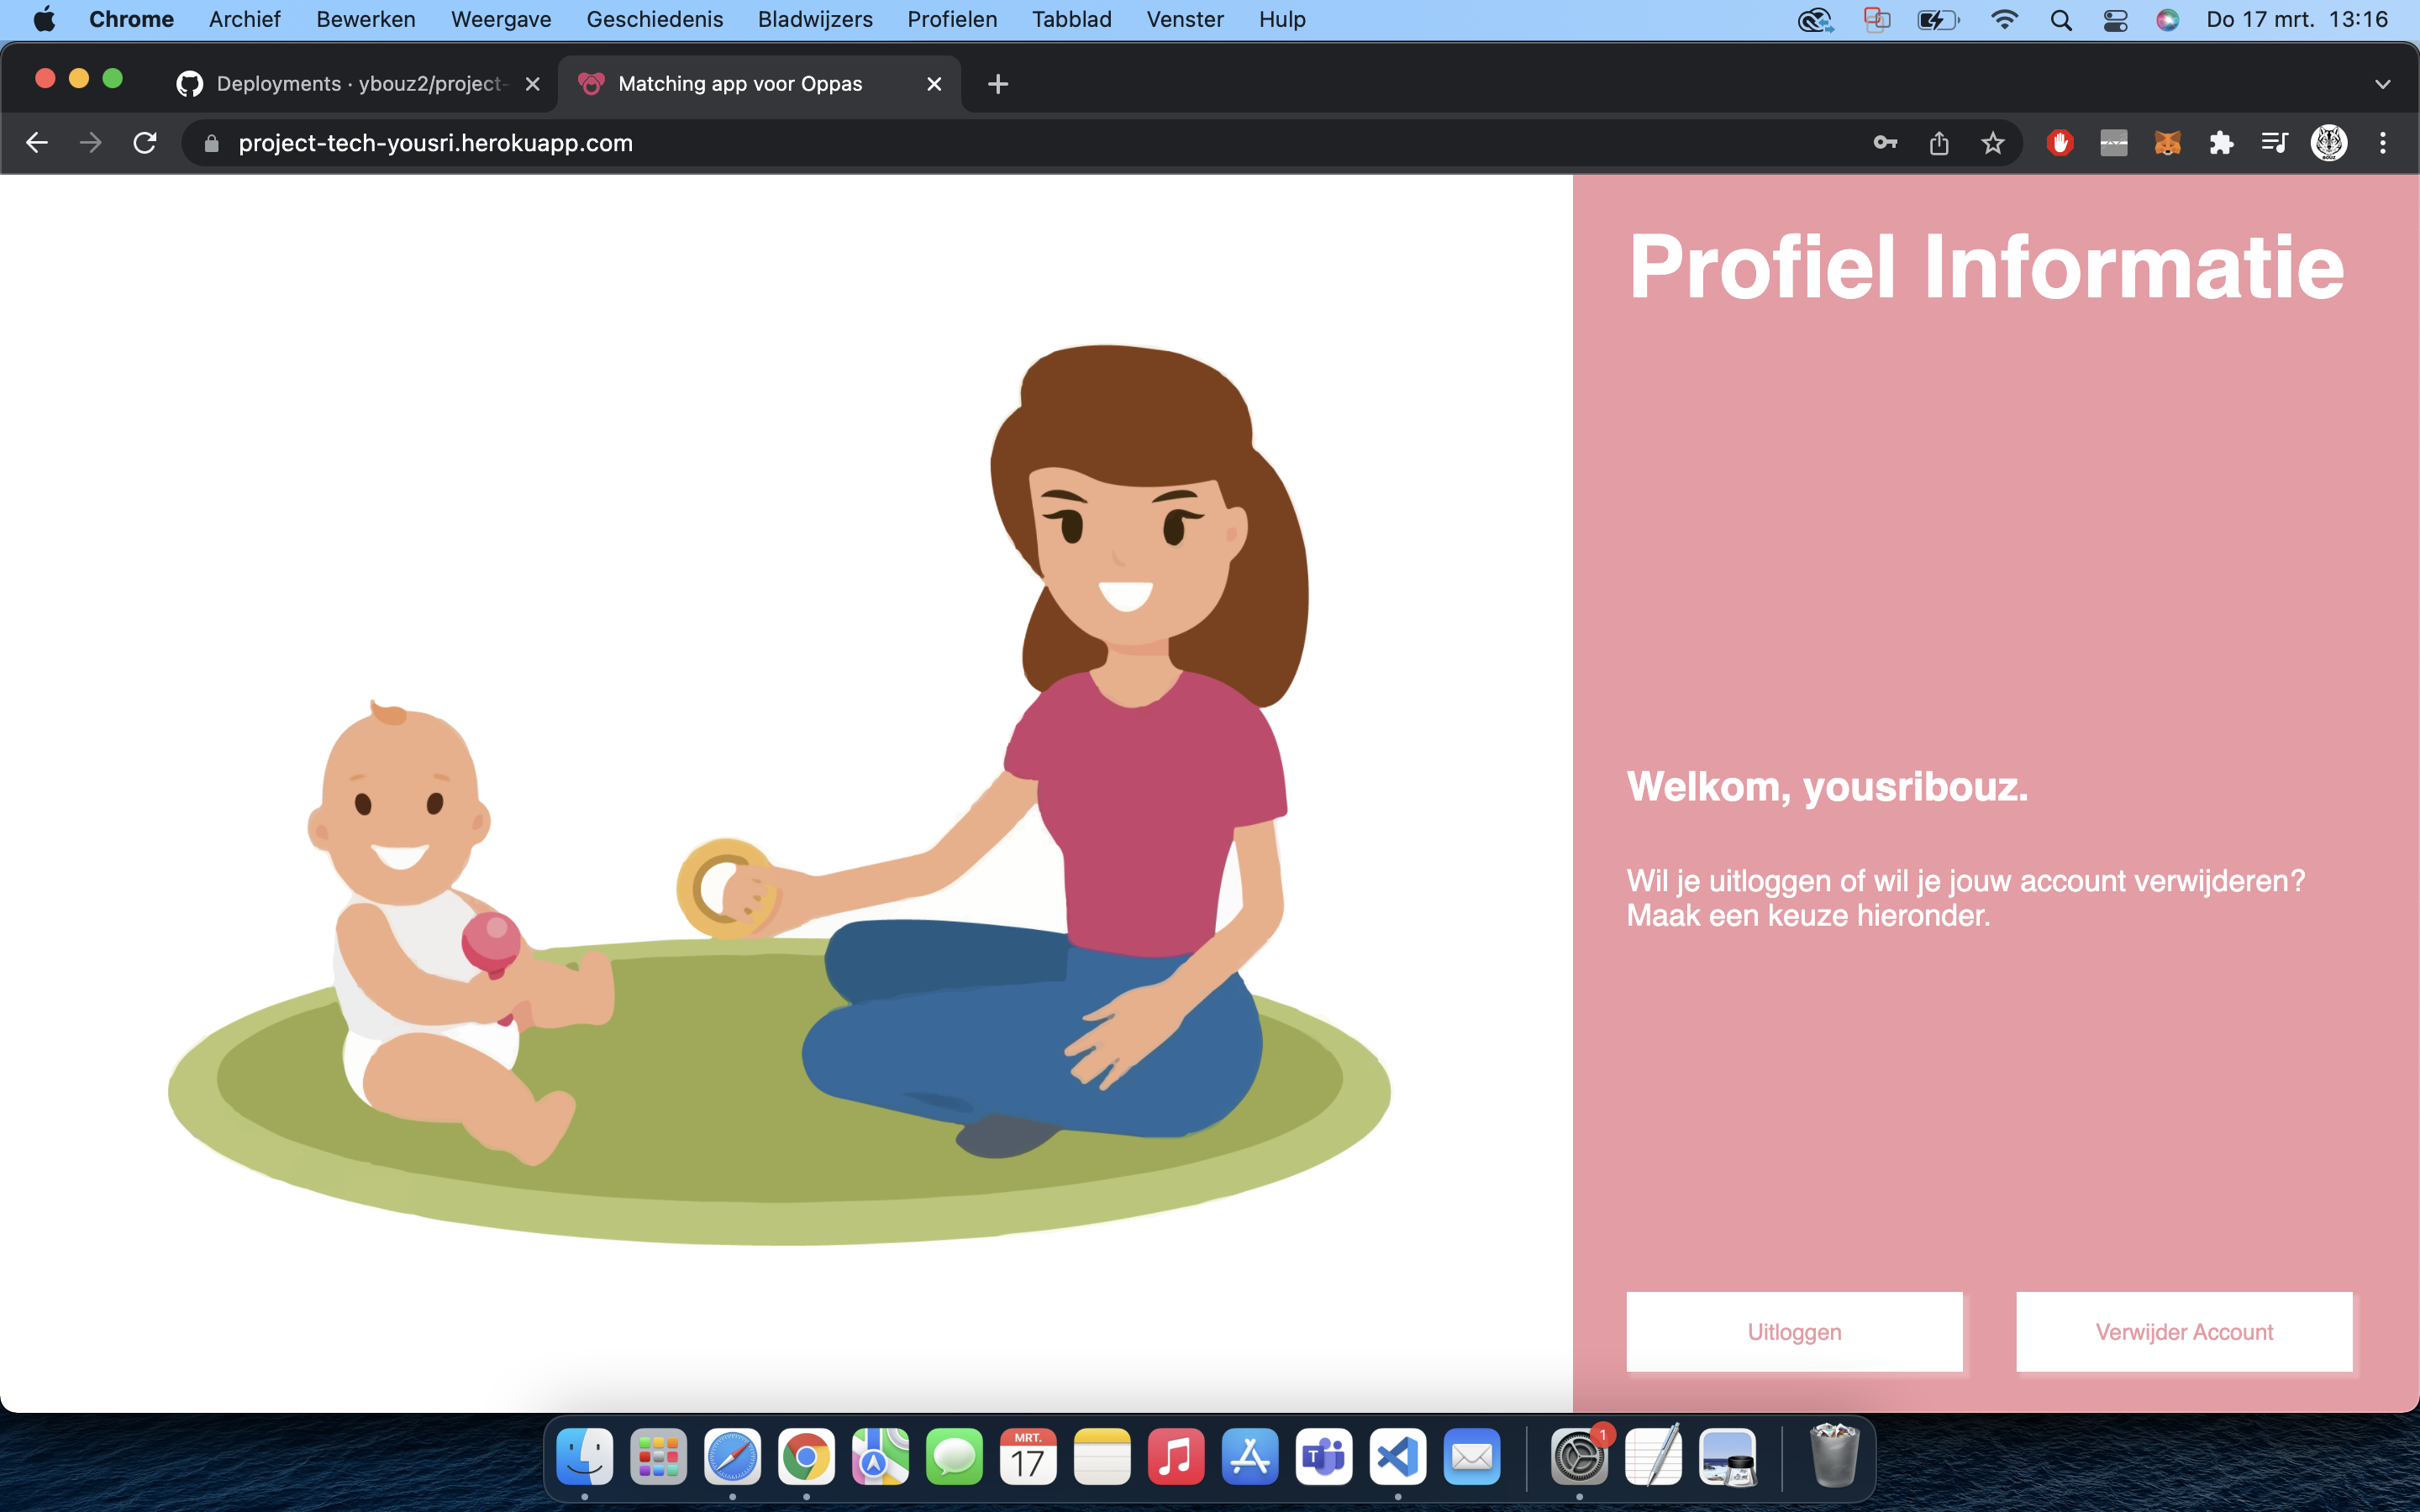 Chrome Archief Bewerken Weergave Geschiedenis Bladwijzers Profielen Tabblad Venster Hulp Do 17 mrt. 13:16
Deployments · ybouz2/project- Matching app voor Oppas
project-tech-yousri.herokuapp.com
Profiel Informatie
Welkom, yousribouz.
Wil je uitloggen of wil je jouw account verwijderen?
Maak een keuze hieronder.
Uitloggen Verwijder Account
MRT.
17
T
1